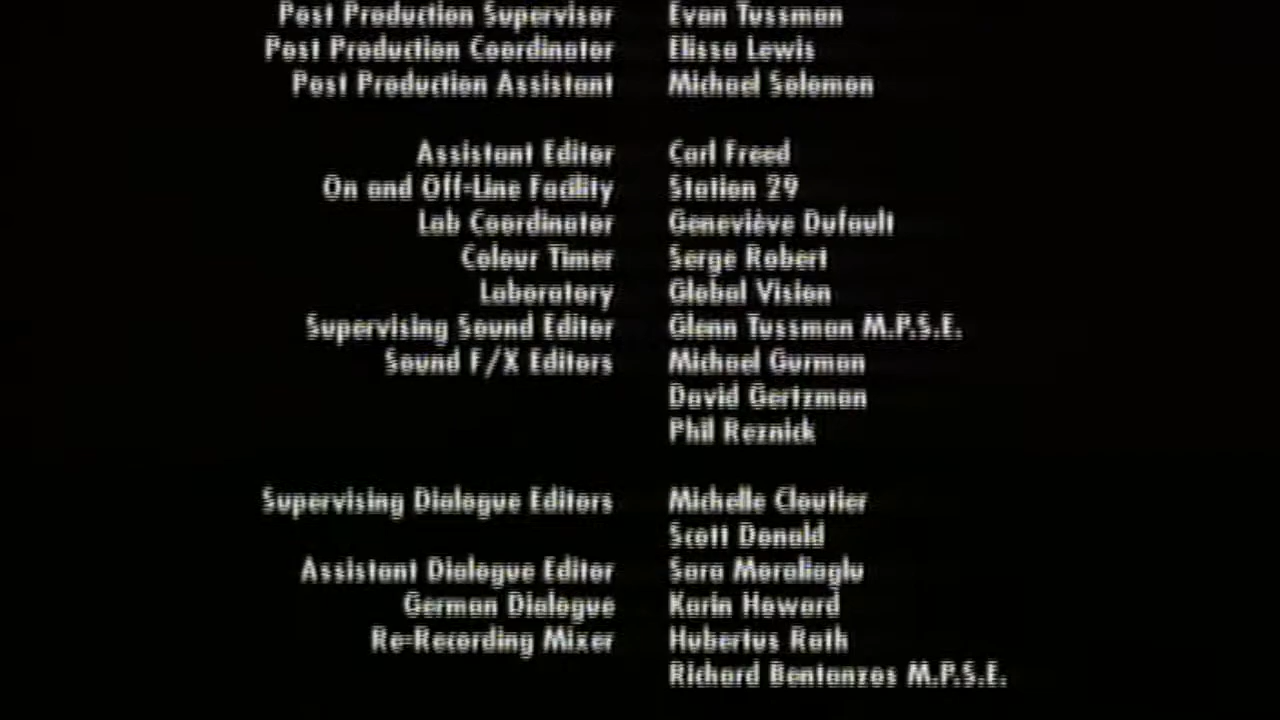 Post Production Supervisor Evan Tussman
Post Production Coordinator Elissa Lewis
Post Production Assistant Michael Solomon
Assistant Editor Carl Freed
On and Off-Line Facility Station 29
Lab Coordinator Geneviève Dufault
Colour Timer Serge Robert
Laboratory Global Vision
Supervising Sound Editor Glenn Tussman M.P.S.E.
Sound F/X Editors Michael Gurman
David Gertzman
Phil Reznick
Supervising Dialogue Editors Michelle Cloutier
Scott Donald
Assistant Dialogue Editor Sara Moralioglu
German Dialogue Karin Howard
Re-Recording Mixer Hubertus Rath
Richard Bentanzos M.P.S.E.